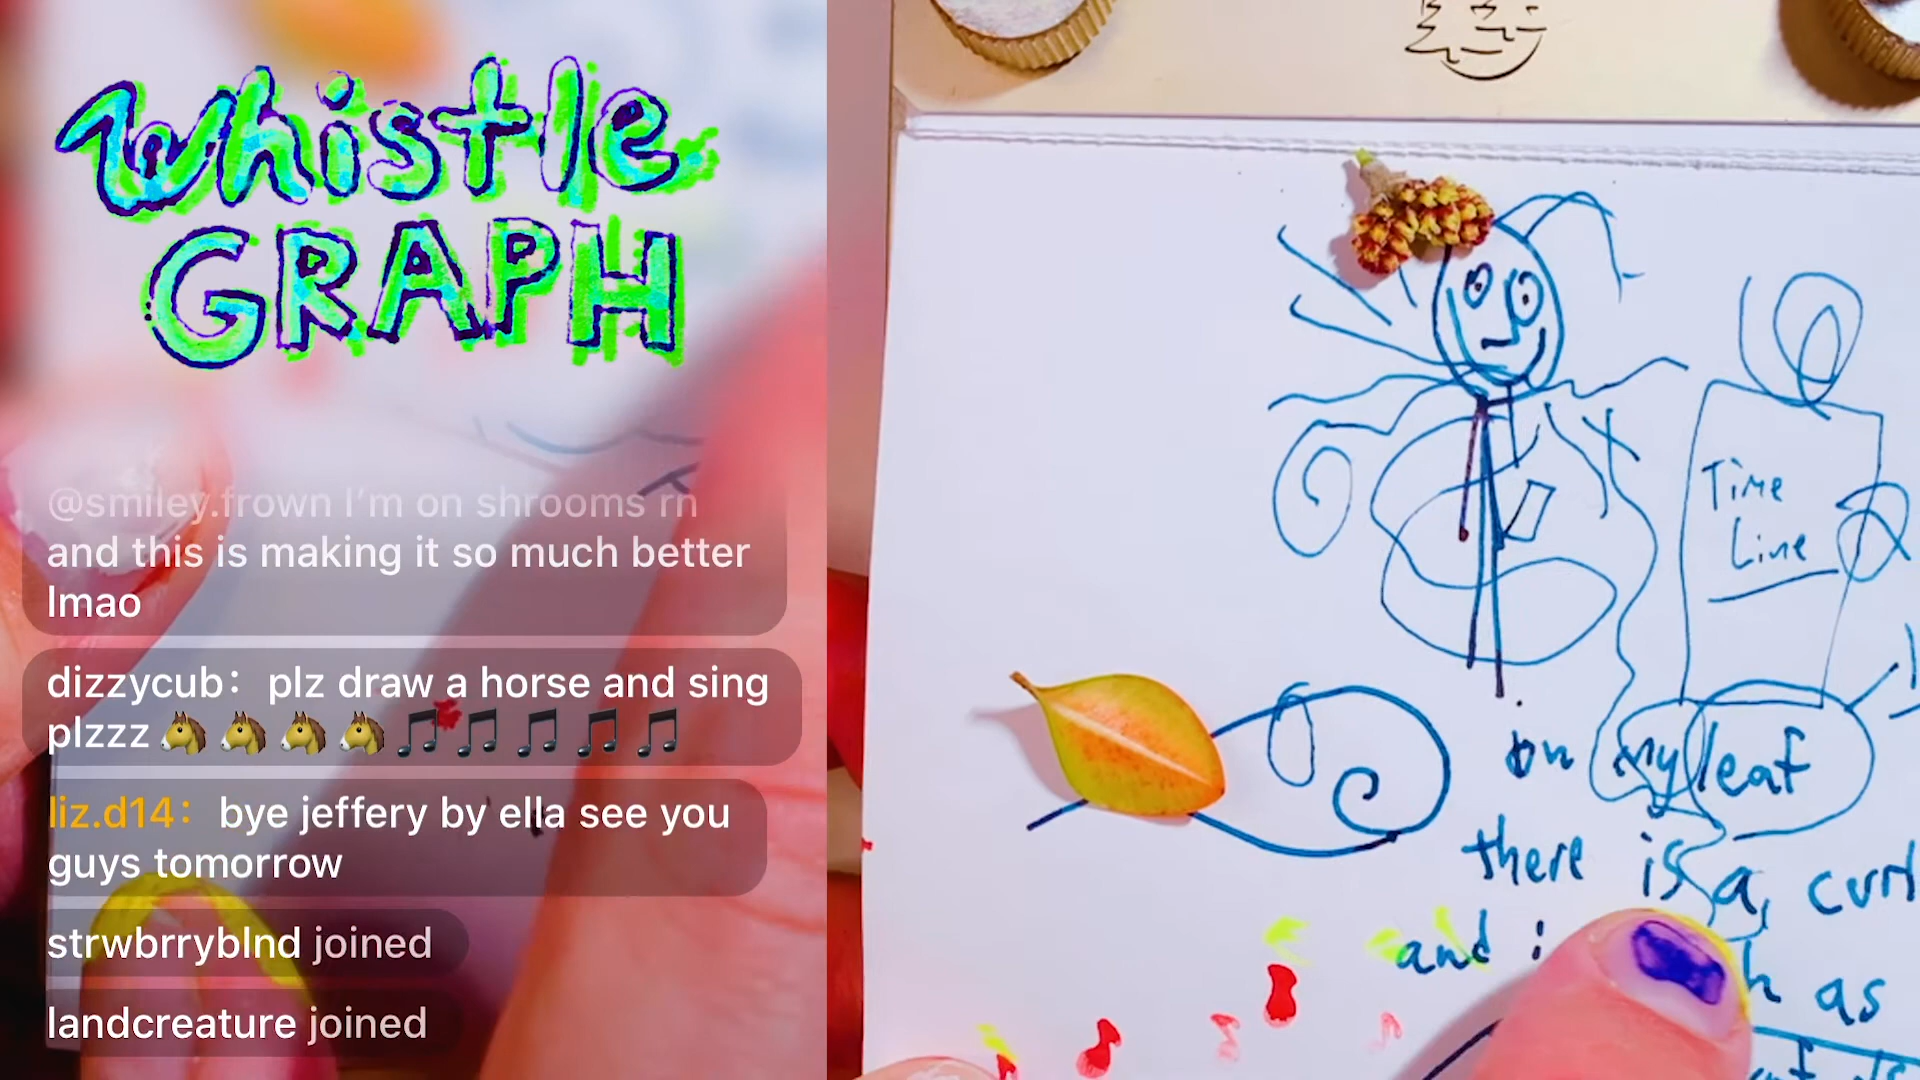 whistle
GRAPH
@smiley.frown I'm on shrooms rn
and this is making it so much better
lmao
dizzycub: plz draw a horse and sing
plzzz 🐴 🐴 🐴 🐴 🎵 🎵 🎵 🎵 🎵
liz.d14: bye jeffery by ella see you
guys tomorrow
strwbrryblnd joined
landcreature joined
Time
Line
on my leaf
there is a curl
and
as